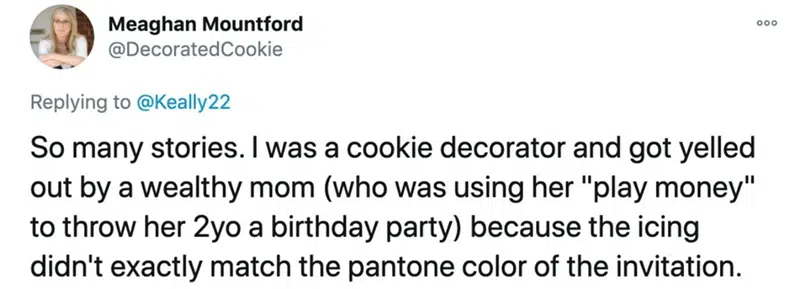 Meaghan Mountford
@DecoratedCookie
Replying to @Keally22
So many stories. I was a cookie decorator and got yelled
out by a wealthy mom (who was using her "play money"
to throw her 2yo a birthday party) because the icing
didn't exactly match the pantone color of the invitation.